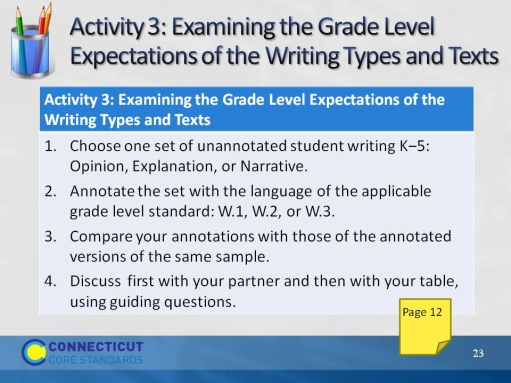 Activity 3: Examining the Grade Level
Expectations of the Writing Types and Texts
Activity 3: Examining the Grade Level Expectations of the
Writing Types and Texts
1. Choose one set of unannotated student writing K–5:
Opinion, Explanation, or Narrative.
2. Annotate the set with the language of the applicable
grade level standard: W.1, W.2, or W.3.
3. Compare your annotations with those of the annotated
versions of the same sample.
4. Discuss first with your partner and then with your table,
using guiding questions.
Page 12
CONNECTICUT
CORE STANDARDS
23